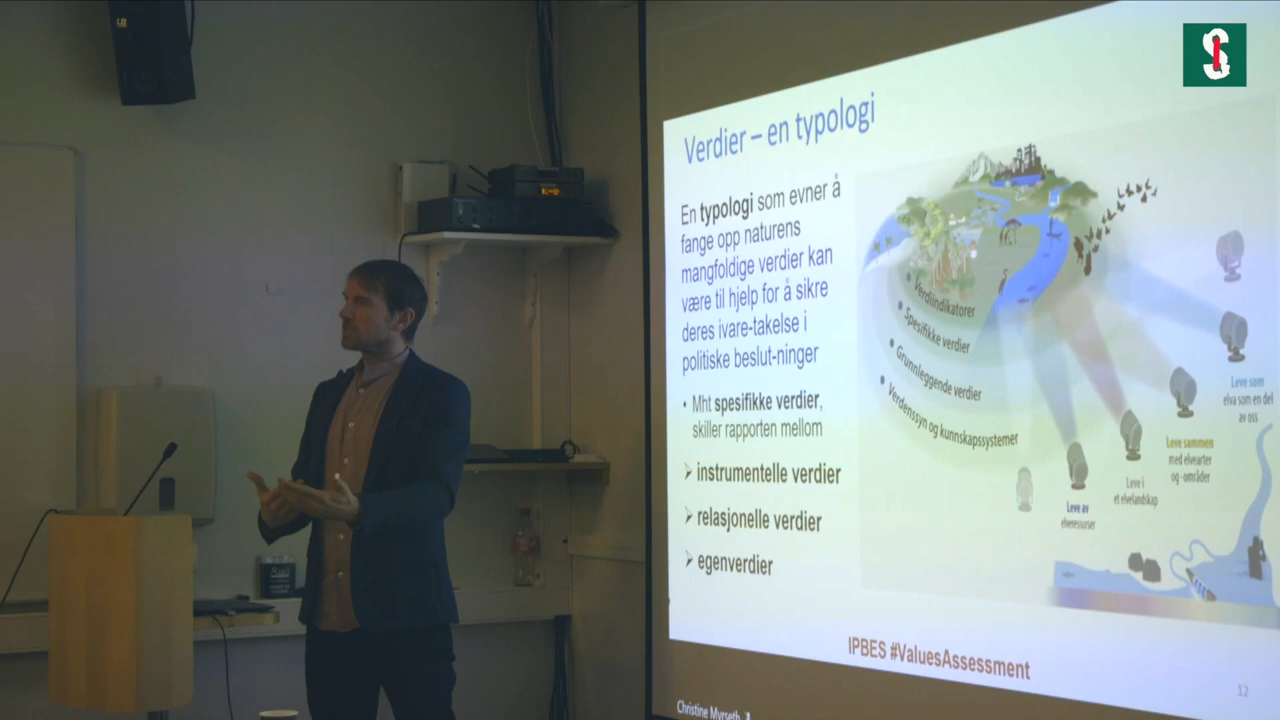 Verdier – en typologi
En typologi som evner å
fange opp naturens
mangfoldige verdier kan
være til hjelp for å sikre
deres ivare-takelse i
politiske beslut-ninger
• Mht spesifikke verdier,
skiller rapporten mellom
➢ instrumentelle verdier
➢ relasjonelle verdier
➢ egenverdier
• Verdiindikatorer
• Spesifikke verdier
• Grunnleggende verdier
• Verdenssyn og kunnskapssystemer
Leve av
elveressurser
Leve i
et elvelandskap
Leve sammen
med elvearter
og -områder
Leve som
elva som en del
av oss
IPBES #ValuesAssessment
12
Christine Myrseth